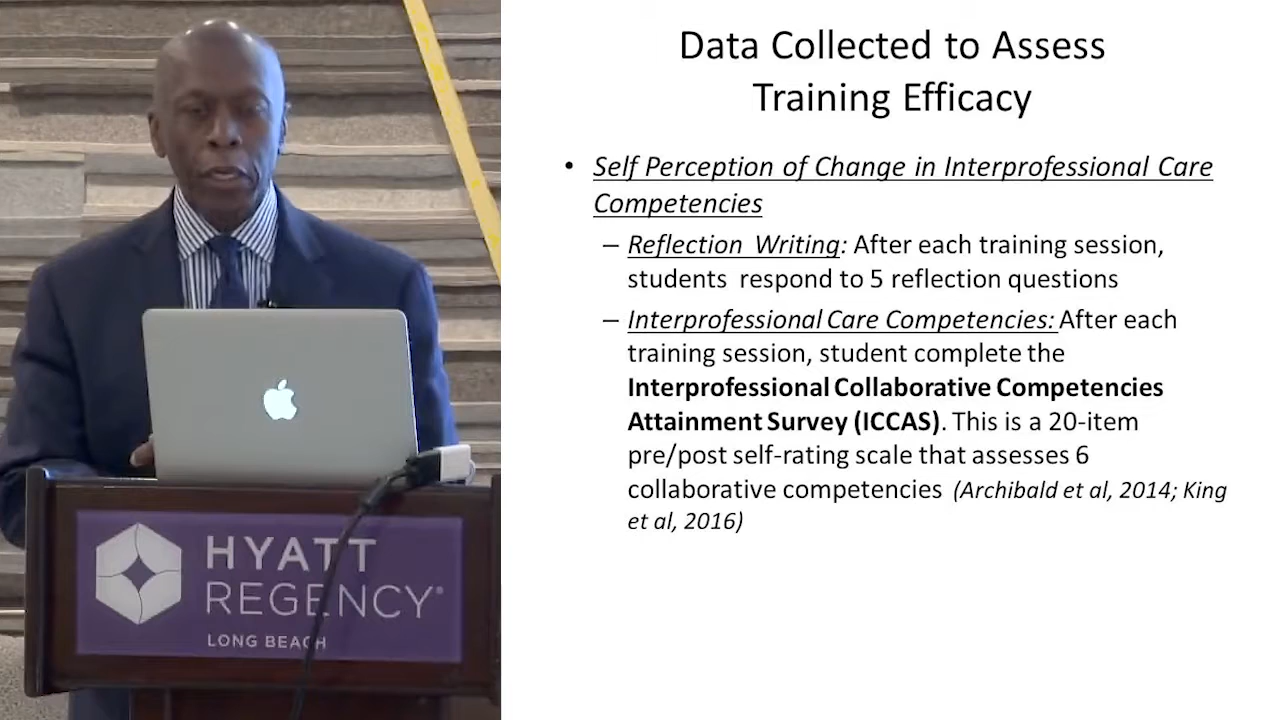 Data Collected to Assess
Training Efficacy
• Self Perception of Change in Interprofessional Care
Competencies
– Reflection Writing: After each training session,
students respond to 5 reflection questions
– Interprofessional Care Competencies: After each
training session, student complete the
Interprofessional Collaborative Competencies
Attainment Survey (ICCAS). This is a 20-item
pre/post self-rating scale that assesses 6
collaborative competencies (Archibald et al, 2014; King
et al, 2016)
HYATT
REGENCY®
LONG BEACH